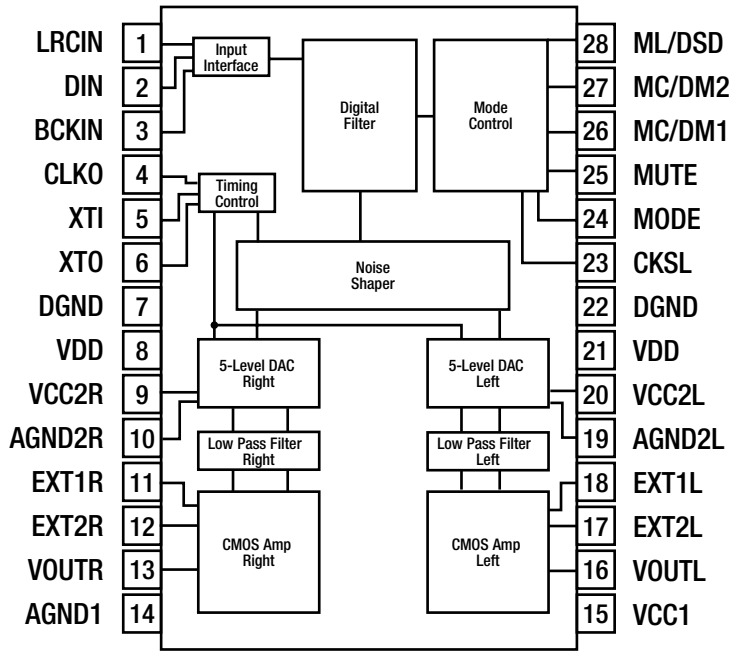 LRCIN 1
DIN 2
BCKIN 3
CLKO 4
XTI 5
XTO 6
DGND 7
VDD 8
VCC2R 9
AGND2R 10
EXT1R 11
EXT2R 12
VOUTR 13
AGND1 14
Input
Interface
Digital
Filter
Mode
Control
Timing
Control
Noise
Shaper
5-Level DAC
Right
5-Level DAC
Left
Low Pass Filter
Right
Low Pass Filter
Left
CMOS Amp
Right
CMOS Amp
Left
28 ML/DSD
27 MC/DM2
26 MC/DM1
25 MUTE
24 MODE
23 CKSL
22 DGND
21 VDD
20 VCC2L
19 AGND2L
18 EXT1L
17 EXT2L
16 VOUTL
15 VCC1